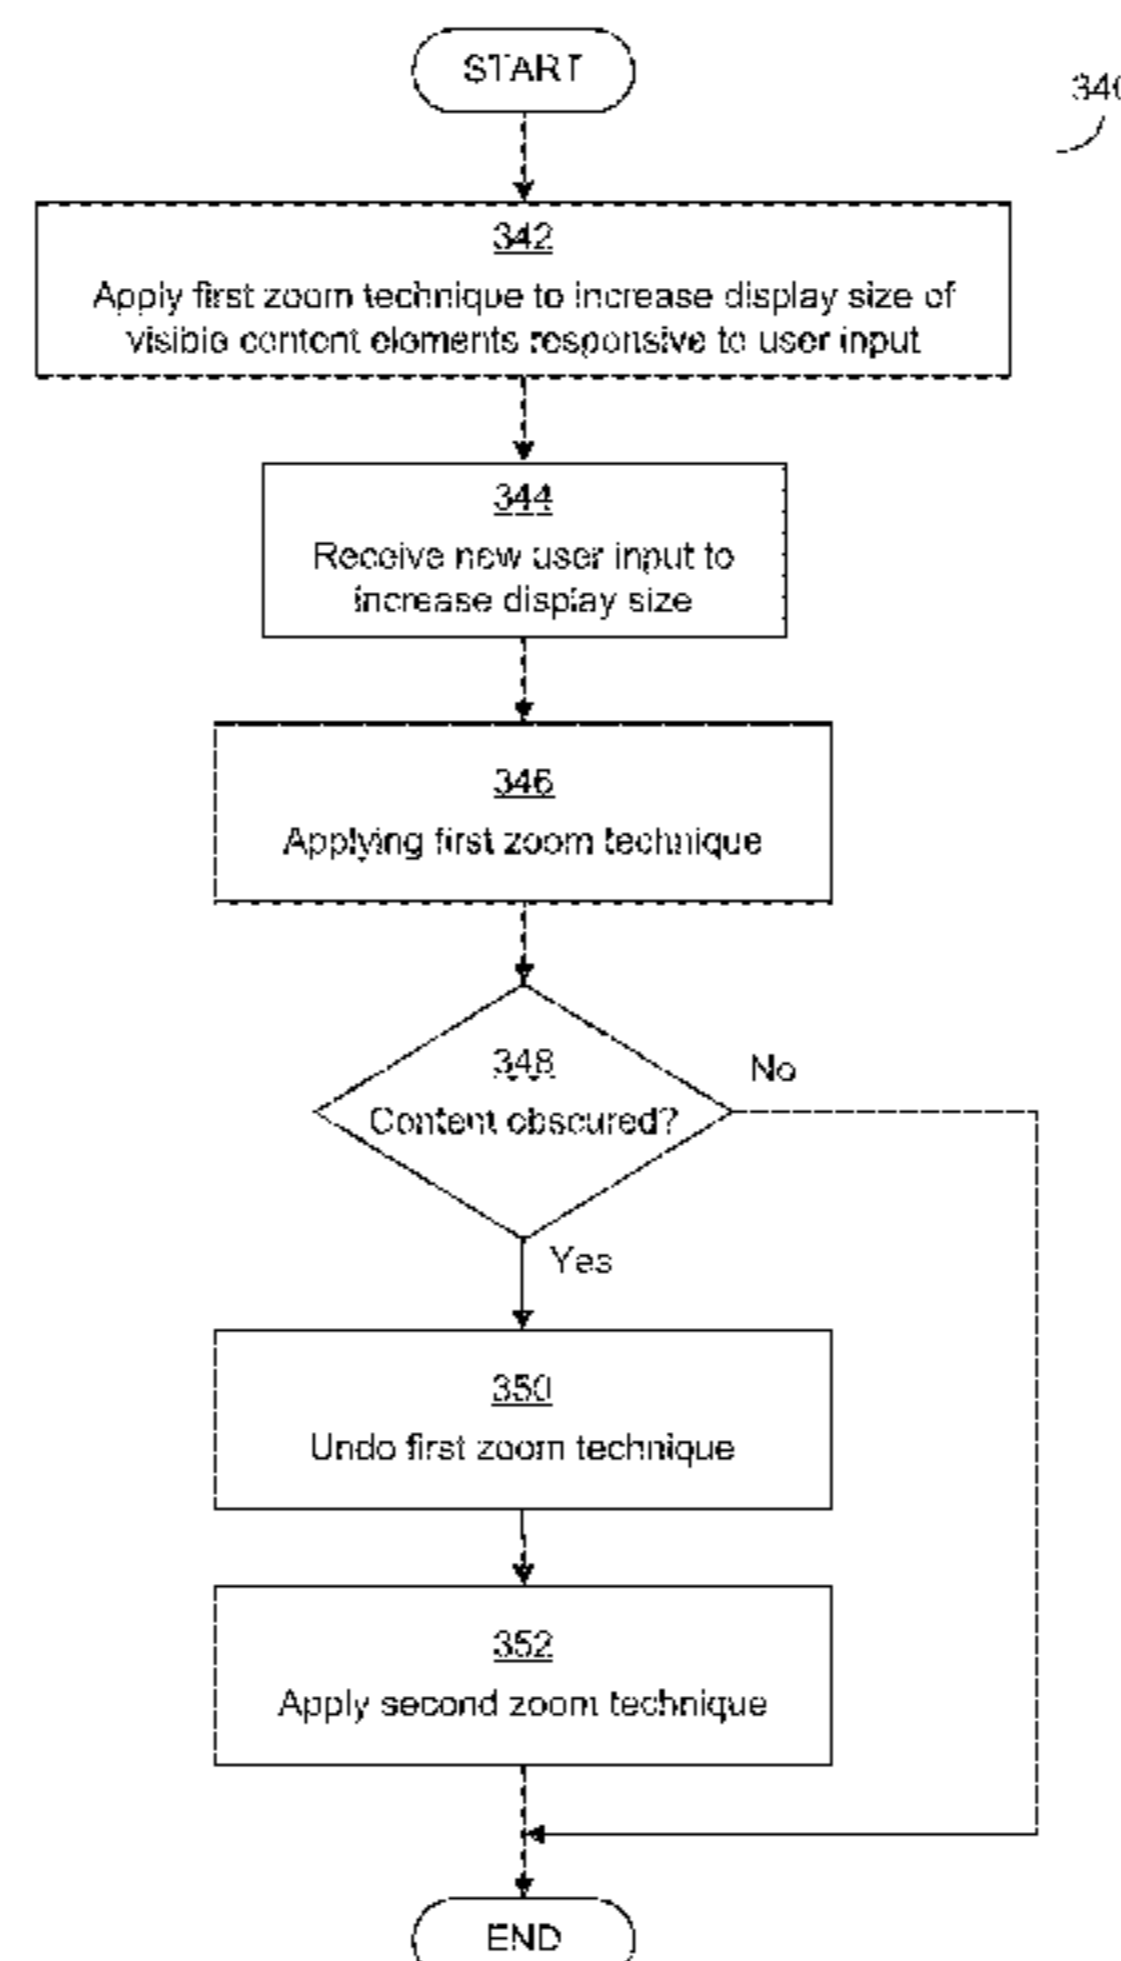 START
340
342
Apply first zoom technique to increase display size of
visible content elements responsive to user input
344
Receive new user input to
increase display size
346
Applying first zoom technique
348
Content obscured?
No
Yes
350
Undo first zoom technique
352
Apply second zoom technique
END